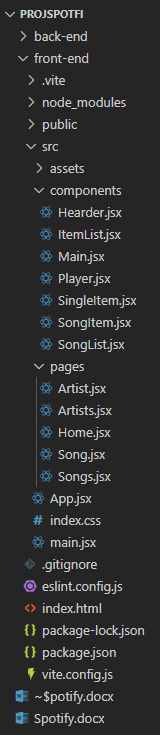 PROJSPOTFI
back-end
front-end
.vite
node_modules
public
src
assets
components
Hearder.jsx
ItemList.jsx
Main.jsx
Player.jsx
SingleItem.jsx
SongItem.jsx
SongList.jsx
pages
Artist.jsx
Artists.jsx
Home.jsx
Song.jsx
Songs.jsx
App.jsx
# index.css
main.jsx
.gitignore
eslint.config.js
<> index.html
{} package-lock.json
{} package.json
vite.config.js
~$potify.docx
Spotify.docx